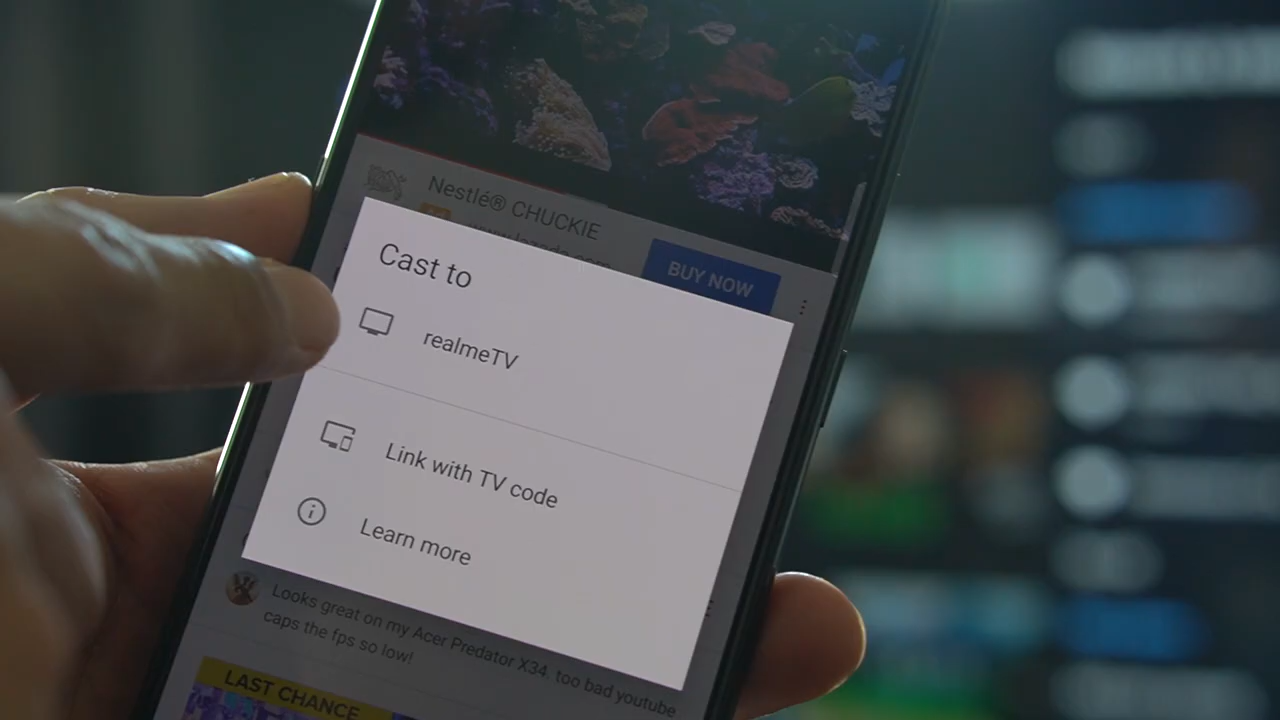 Nestlé® CHUCKIE
BUY NOW
Cast to
realmeTV
Link with TV code
Learn more
Looks great on my Acer Predator X34. too bad youtube
caps the fps so low!
LAST CHANCE